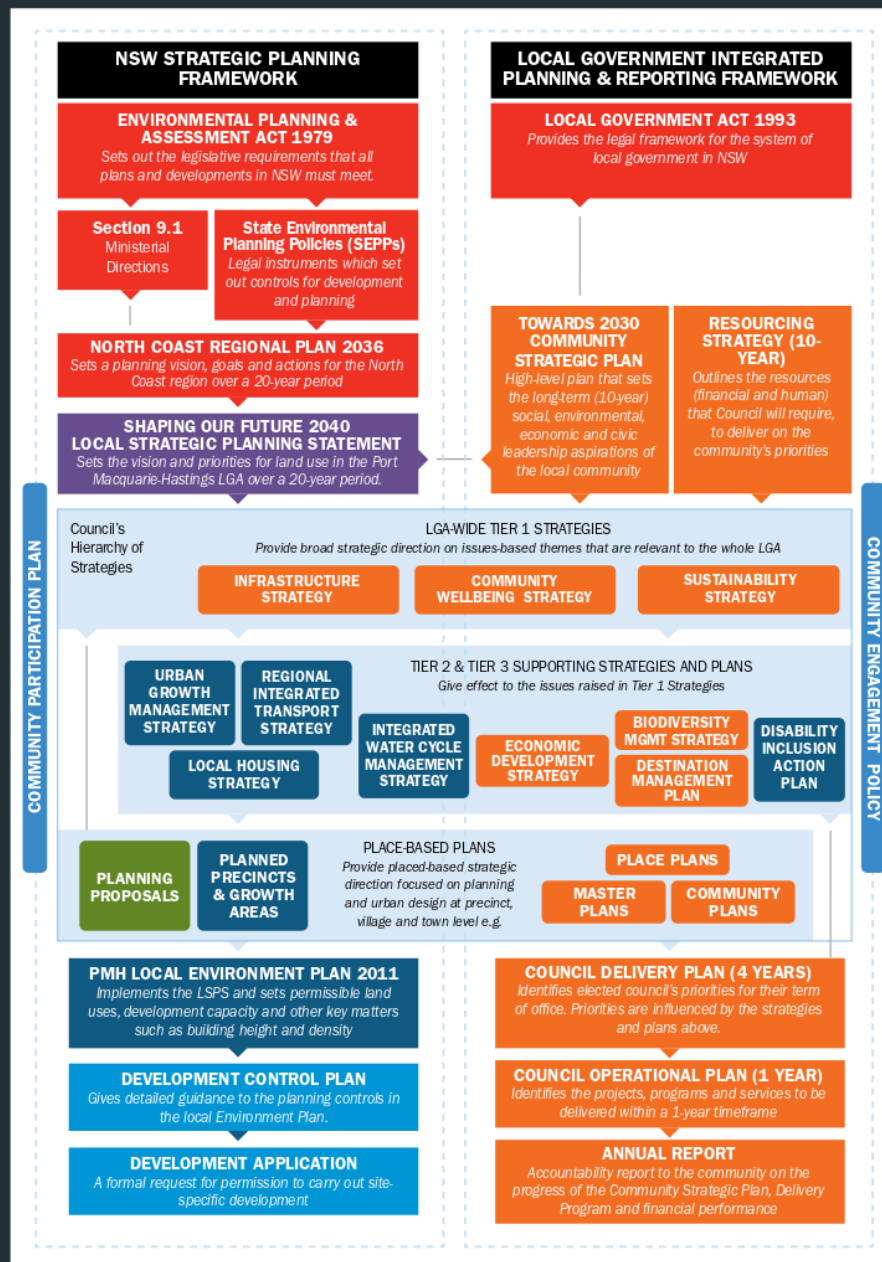 NSW STRATEGIC PLANNING
FRAMEWORK
ENVIRONMENTAL PLANNING &
ASSESSMENT ACT 1979
Sets out the legislative requirements that all
plans and developments in NSW must meet.
Section 9.1
Ministerial
Directions
State Environmental
Planning Policies (SEPPs)
Legal instruments which set
out controls for development
and planning
NORTH COAST REGIONAL PLAN 2036
Sets a planning vision, goals and actions for the North
Coast region over a 20-year period
SHAPING OUR FUTURE 2040
LOCAL STRATEGIC PLANNING STATEMENT
Sets the vision and priorities for land use in the Port
Macquarie-Hastings LGA over a 20-year period.
LOCAL GOVERNMENT INTEGRATED
PLANNING & REPORTING FRAMEWORK
LOCAL GOVERNMENT ACT 1993
Provides the legal framework for the system of
local government in NSW
TOWARDS 2030
COMMUNITY
STRATEGIC PLAN
High-level plan that sets
the long-term (10-year)
social, environmental,
economic and civic
leadership aspirations of
the local community
RESOURCING
STRATEGY (10-
YEAR)
Outlines the resources
(financial and human)
that Council will require,
to deliver on the
community's priorities
COMMUNITY PARTICIPATION PLAN
COMMUNITY ENGAGEMENT POLICY
Council's
Hierarchy of
Strategies
LGA-WIDE TIER 1 STRATEGIES
Provide broad strategic direction on issues-based themes that are relevant to the whole LGA
INFRASTRUCTURE
STRATEGY
COMMUNITY
WELLBEING STRATEGY
SUSTAINABILITY
STRATEGY
TIER 2 & TIER 3 SUPPORTING STRATEGIES AND PLANS
Give effect to the issues raised in Tier 1 Strategies
URBAN
GROWTH
MANAGEMENT
STRATEGY
REGIONAL
INTEGRATED
TRANSPORT
STRATEGY
LOCAL HOUSING
STRATEGY
INTEGRATED
WATER CYCLE
MANAGEMENT
STRATEGY
ECONOMIC
DEVELOPMENT
STRATEGY
BIODIVERSITY
MGMT STRATEGY
DESTINATION
MANAGEMENT
PLAN
DISABILITY
INCLUSION
ACTION
PLAN
PLANNING
PROPOSALS
PLANNED
PRECINCTS
& GROWTH
AREAS
PLACE-BASED PLANS
Provide placed-based strategic
direction focused on planning
and urban design at precinct,
village and town level e.g.
PLACE PLANS
MASTER
PLANS
COMMUNITY
PLANS
PMH LOCAL ENVIRONMENT PLAN 2011
Implements the LSPS and sets permissible land
uses, development capacity and other key matters
such as building height and density
DEVELOPMENT CONTROL PLAN
Gives detailed guidance to the planning controls in
the local Environment Plan.
DEVELOPMENT APPLICATION
A formal request for permission to carry out site-
specific development
COUNCIL DELIVERY PLAN (4 YEARS)
Identifies elected council's priorities for their term
of office. Priorities are influenced by the strategies
and plans above.
COUNCIL OPERATIONAL PLAN (1 YEAR)
Identifies the projects, programs and services to be
delivered within a 1-year timeframe
ANNUAL REPORT
Accountability report to the community on the
progress of the Community Strategic Plan, Delivery
Program and financial performance